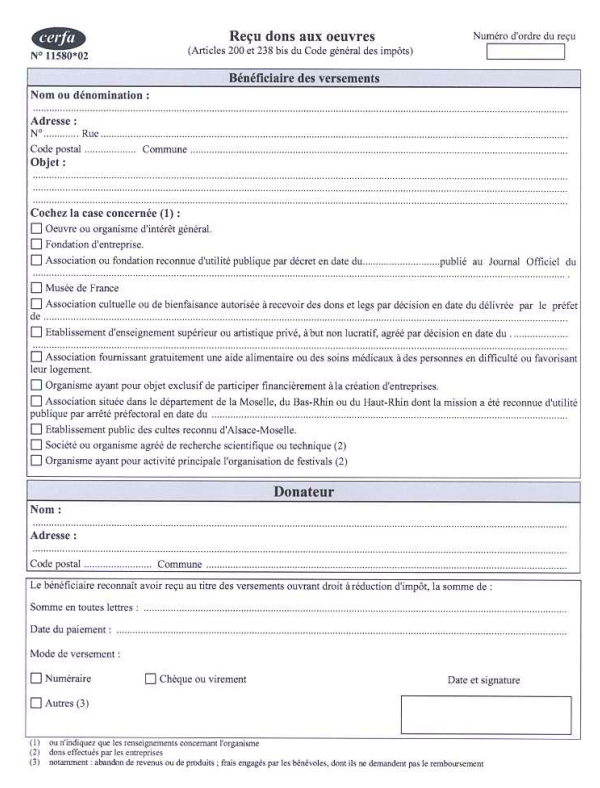 cerfa
N° 11580*02
Reçu dons aux oeuvres
(Articles 200 et 238 bis du Code général des impôts)
Numéro d'ordre du reçu
Bénéficiaire des versements
Nom ou dénomination :
Adresse :
N°............ Rue
Code postal .................. Commune
Objet :
Cochez la case concernée (1) :
Oeuvre ou organisme d'intérêt général.
Fondation d'entreprise.
Association ou fondation reconnue d'utilité publique par décret en date du...........................publié au Journal Officiel du
Musée de France
Association cultuelle ou de bienfaisance autorisée à recevoir des dons et legs par décision en date du délivrée par le préfet
de
Etablissement d'enseignement supérieur ou artistique privé, à but non lucratif, agréé par décision en date du . ...................
Association fournissant gratuitement une aide alimentaire ou des soins médicaux à des personnes en difficulté ou favorisant
leur logement.
Organisme ayant pour objet exclusif de participer financièrement à la création d'entreprises.
Association située dans le département de la Moselle, du Bas-Rhin ou du Haut-Rhin dont la mission a été reconnue d'utilité
publique par arrêté préfectoral en date du
Etablissement public des cultes reconnu d'Alsace-Moselle.
Société ou organisme agréé de recherche scientifique ou technique (2)
Organisme ayant pour activité principale l'organisation de festivals (2)
Donateur
Nom :
Adresse :
Code postal ........................ Commune
Le bénéficiaire reconnaît avoir reçu au titre des versements ouvrant droit à réduction d'impôt, la somme de :
Somme en toutes lettres :
Date du paiement :
Mode de versement :
Numéraire Chèque ou virement Date et signature
Autres (3)
(1) ou n'indiquez que les renseignements concernant l'organisme
(2) dons effectués par les entreprises
(3) notamment : abandon de revenus ou de produits ; frais engagés par les bénévoles, dont ils ne demandent pas le remboursement